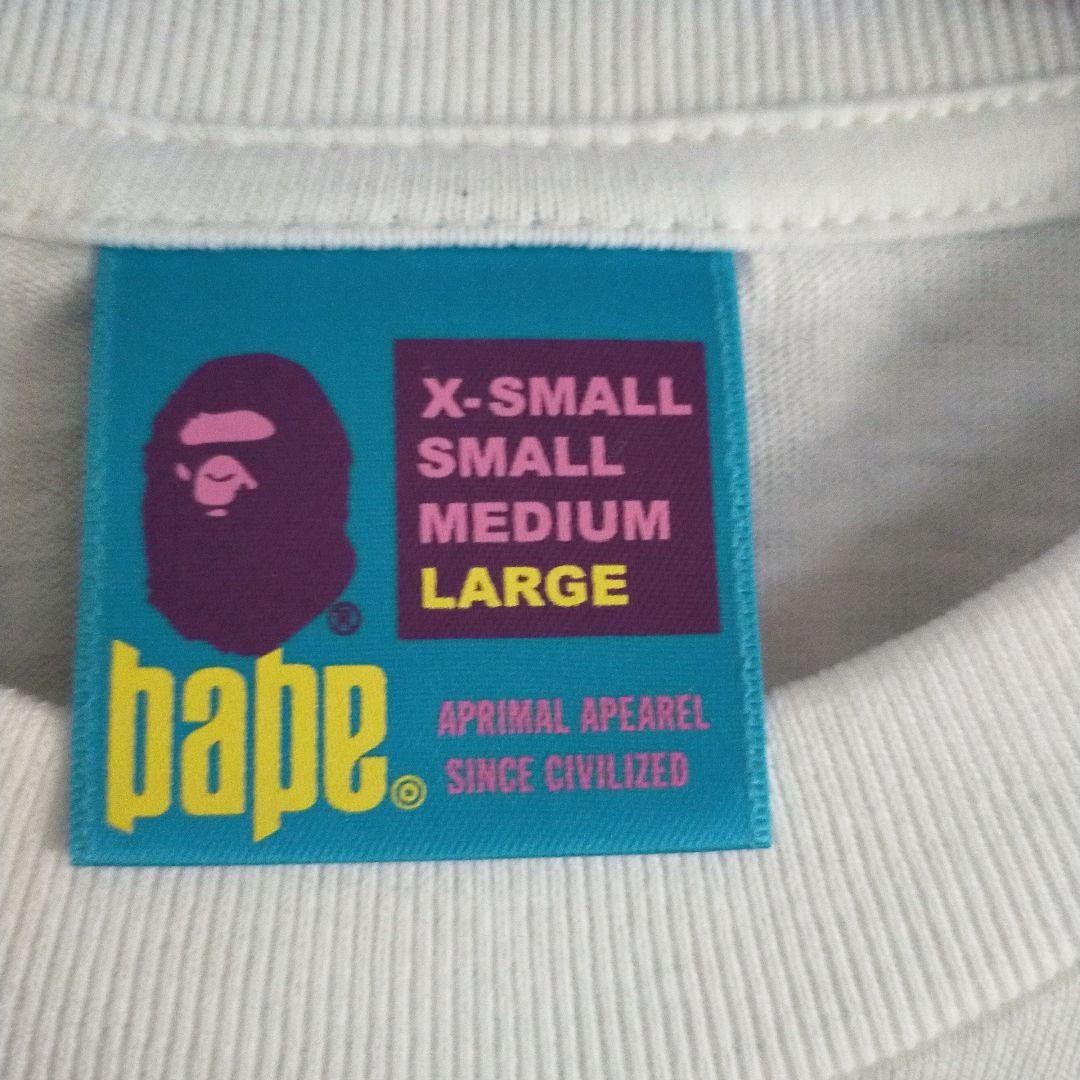 X-SMALL
SMALL
MEDIUM
LARGE
®
bape®
APRIMAL APEAREL
SINCE CIVILIZED